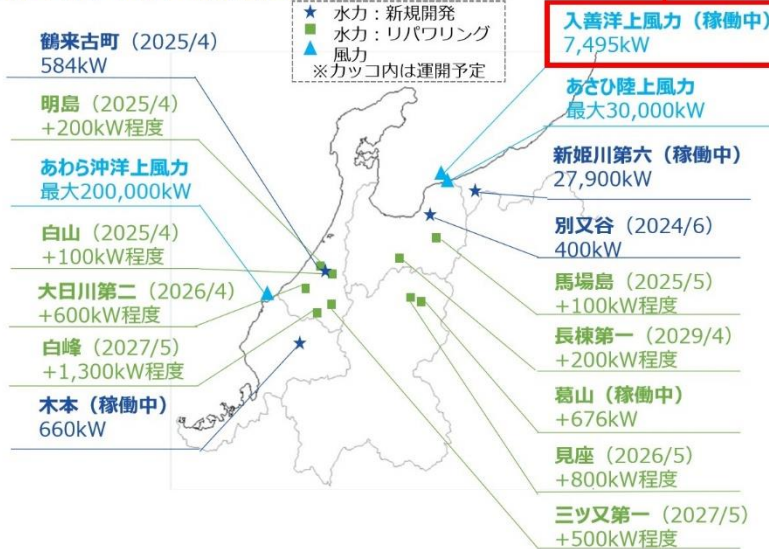 ★ 水力：新規開発
■ 水力：リパワリング
▲ 風力
※カッコ内は運開予定
鶴来古町（2025/4）
584kW
明島（2025/4）
+200kW程度
あわら沖洋上風力
最大200,000kW
白山（2025/4）
+100kW程度
大日川第二（2026/4）
+600kW程度
白峰（2027/5）
+1,300kW程度
木本（稼働中）
660kW
入善洋上風力（稼働中）
7,495kW
あさひ陸上風力
最大30,000kW
新姫川第六（稼働中）
27,900kW
別又谷（2024/6）
400kW
馬場島（2025/5）
+100kW程度
長棟第一（2029/4）
+200kW程度
葛山（稼働中）
+676kW
見座（2026/5）
+800kW程度
三ツ又第一（2027/5）
+500kW程度